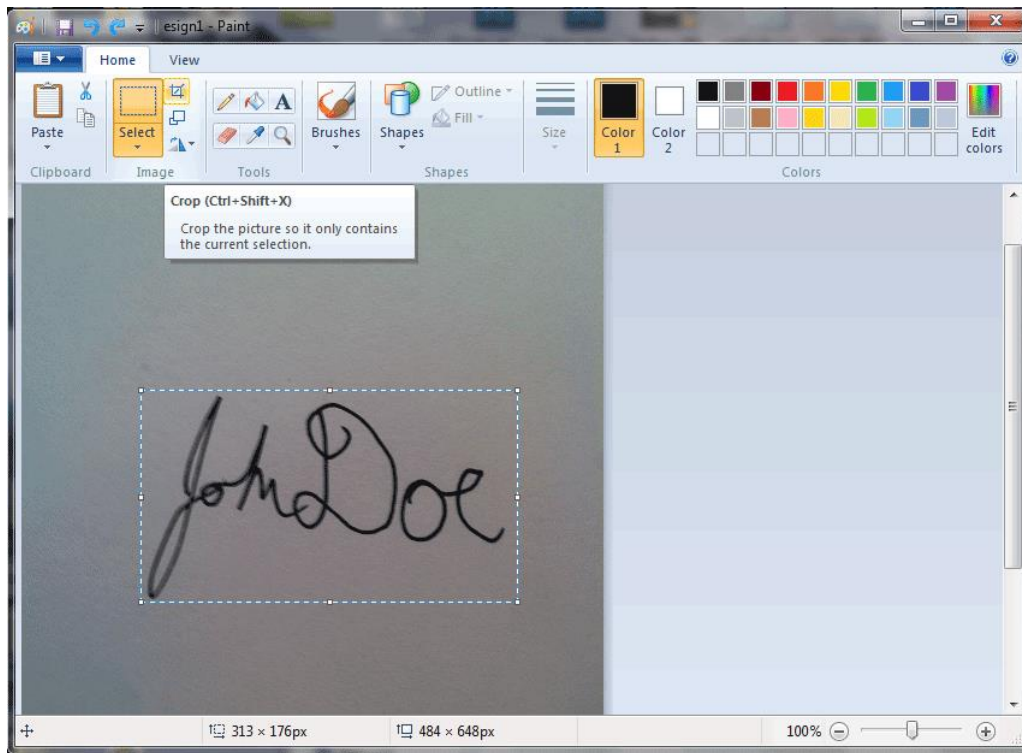 esign1 - Paint
Home View
Paste
Select
Brushes
Shapes
Outline
Fill
Size
Color 1
Color 2
Edit colors
Clipboard Image Tools Shapes Colors
Crop (Ctrl+Shift+X)
Crop the picture so it only contains
the current selection.
John Doe
313 × 176px 484 × 648px 100%